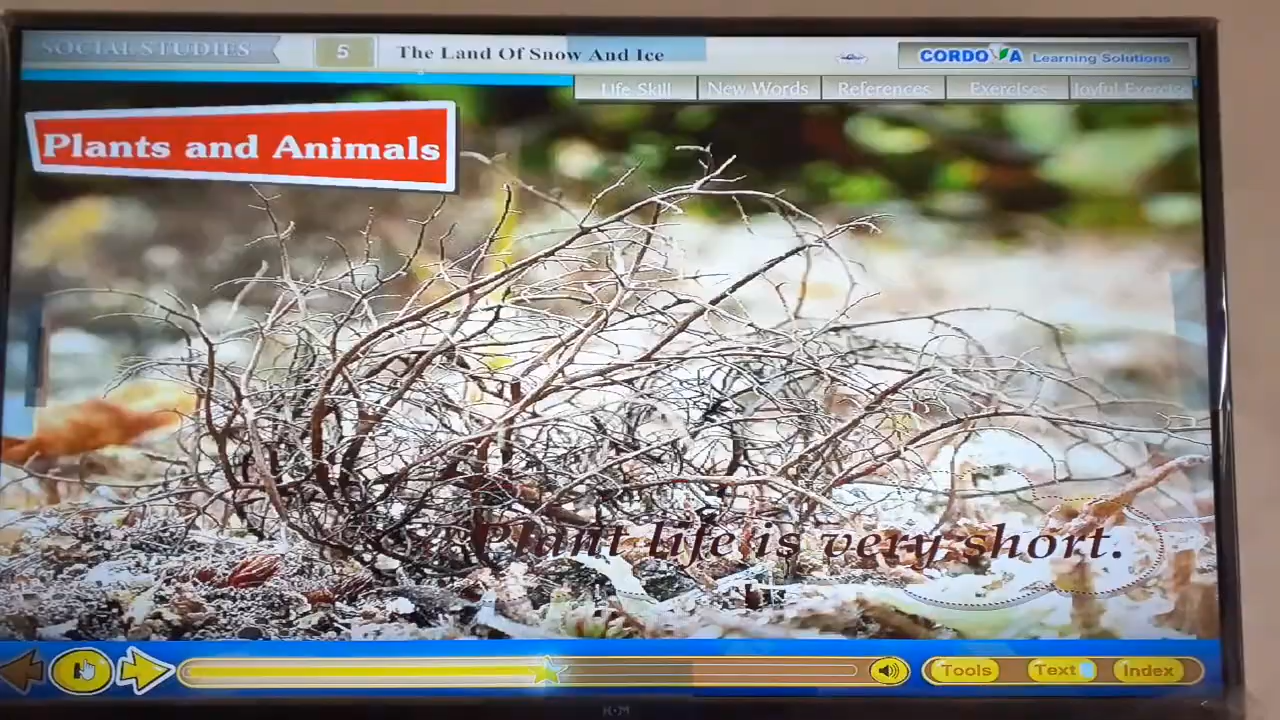 SOCIAL STUDIES
5
The Land Of Snow And Ice
CORDOVA Learning Solutions
Life Skill
New Words
References
Exercises
Joyful Exercise
Plants and Animals
Plant life is very short.
Tools
Text
Index